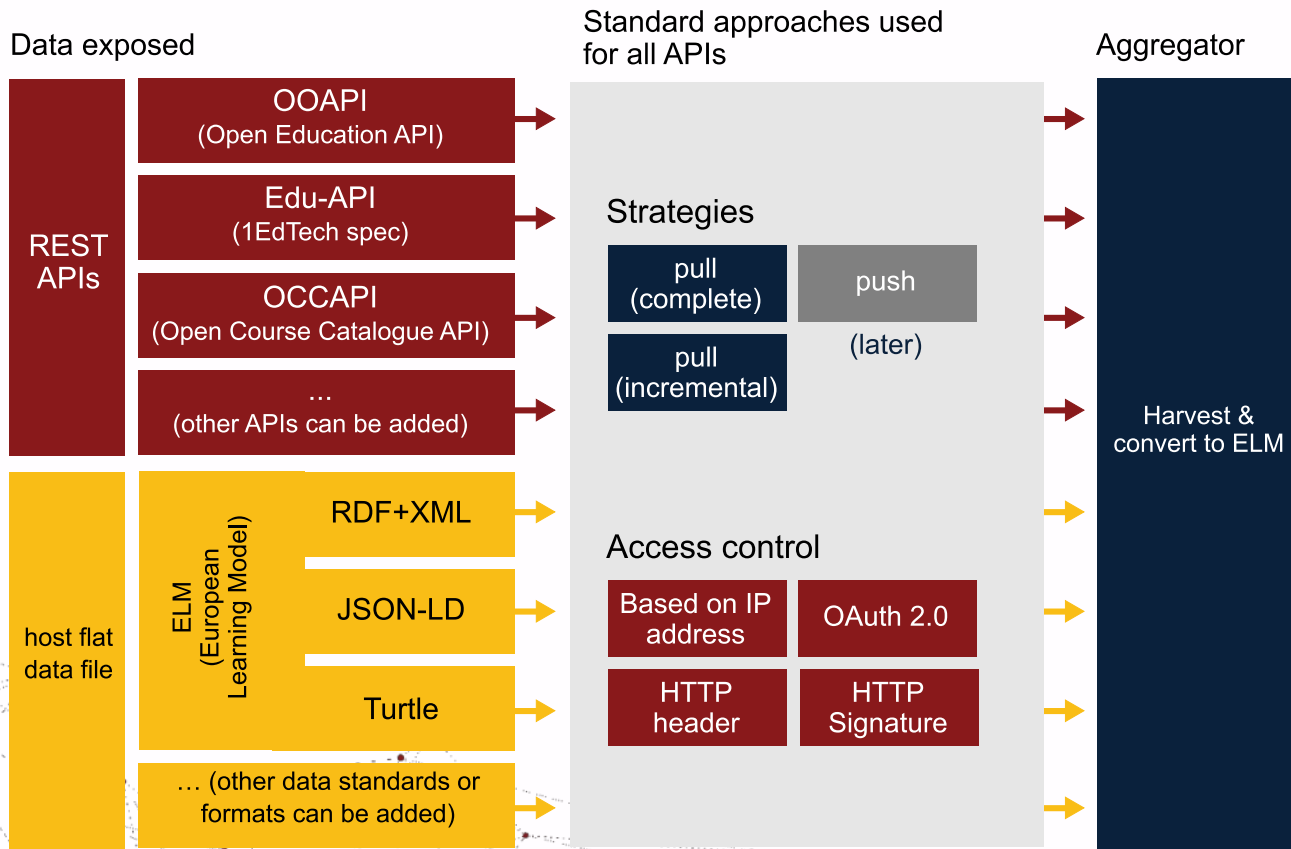 Data exposed
Standard approaches used
for all APIs
Aggregator
REST
APIs
OOAPI
(Open Education API)
Edu-API
(1EdTech spec)
OCCAPI
(Open Course Catalogue API)
...
(other APIs can be added)
host flat
data file
ELM
(European
Learning Model)
RDF+XML
JSON-LD
Turtle
… (other data standards or
formats can be added)
Strategies
pull
(complete)
push
(later)
pull
(incremental)
Access control
Based on IP
address
OAuth 2.0
HTTP
header
HTTP
Signature
Harvest &
convert to ELM